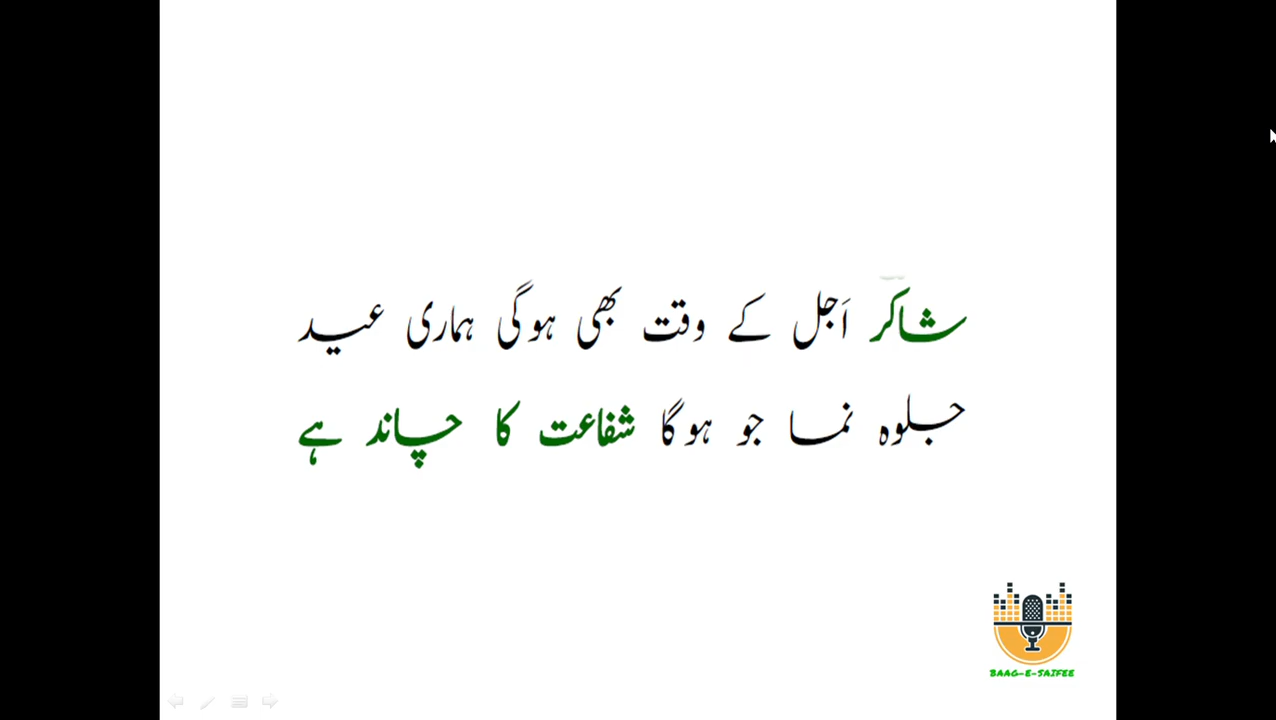 شاکر اَجل کے وقت بھی ہوگی ہماری عید
جلوہ نما جو ہوگا شفاعت کا چاند ہے
BAAG-E-SAIFEE